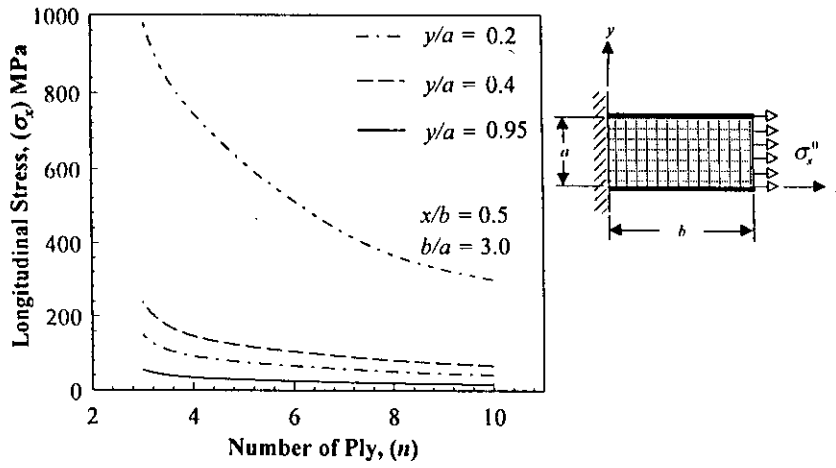 1000
800
600
400
200
0
2
4
6
8
10
Longitudinal Stress, (σx) MPa
Number of Ply, (n)
y/a = 0.2
y/a = 0.4
y/a = 0.95
x/b = 0.5
b/a = 3.0
y
a
b
σx0